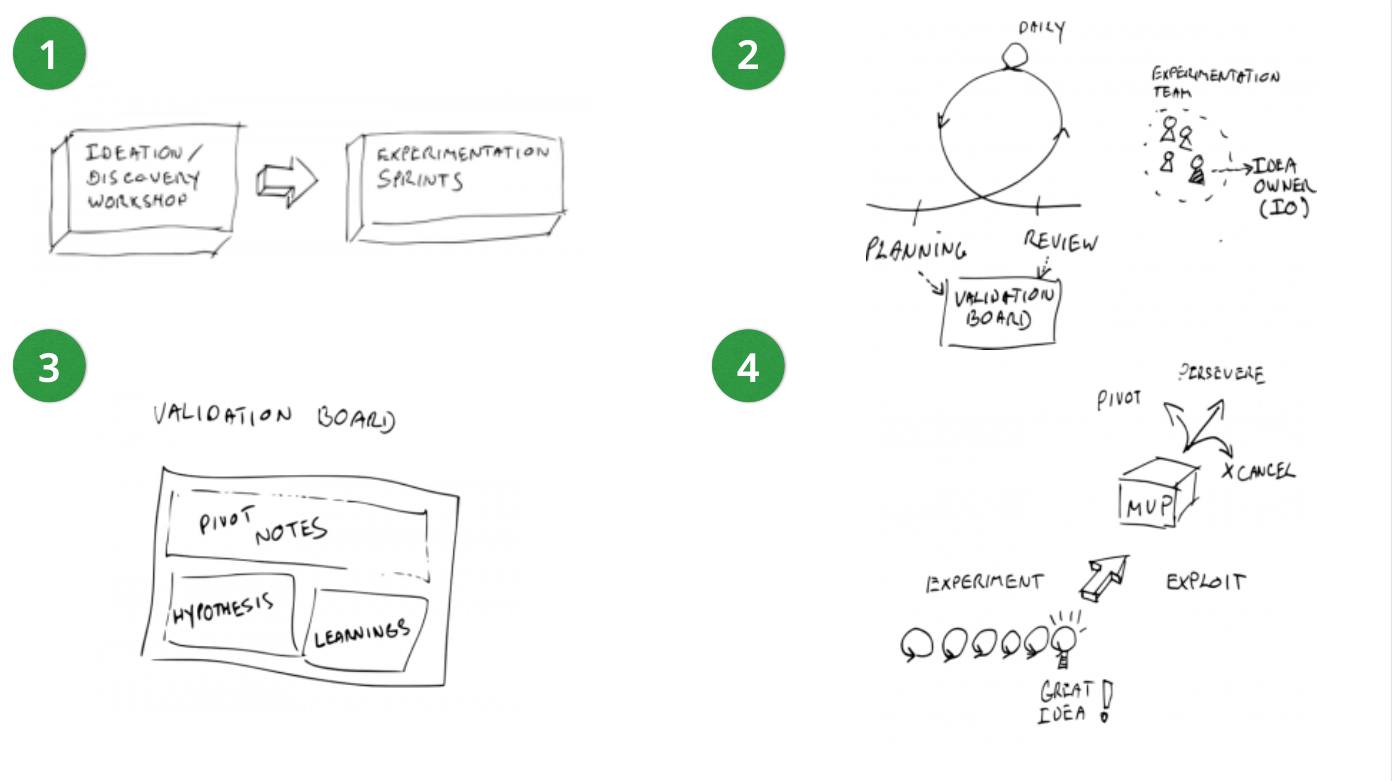 1
IDEATION/
DISCOVERY
WORKSHOP
EXPERIMENTATION
SPRINTS
2
DAILY
EXPERIMENTATION
TEAM
IDEA
OWNER
(IO)
PLANNING
REVIEW
VALIDATION
BOARD
3
VALIDATION BOARD
PIVOT
NOTES
HYPOTHESIS
LEARNINGS
4
PERSEVERE
PIVOT
X CANCEL
MVP
EXPERIMENT
EXPLOIT
GREAT
IDEA!